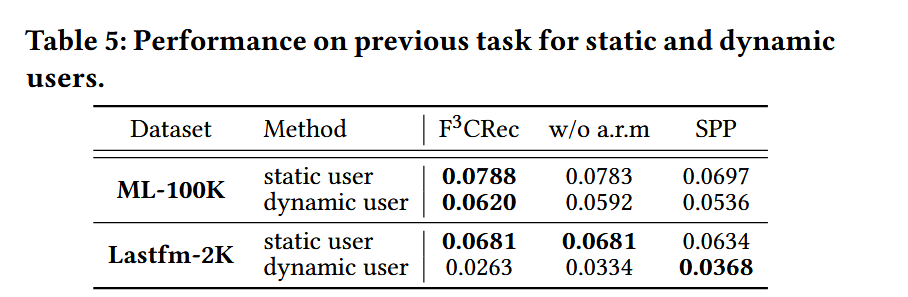 Table 5: Performance on previous task for static and dynamic
users.
Dataset Method F³CRec w/o a.r.m SPP
ML-100K
static user 0.0788 0.0783 0.0697
dynamic user 0.0620 0.0592 0.0536
Lastfm-2K
static user 0.0681 0.0681 0.0634
dynamic user 0.0263 0.0334 0.0368